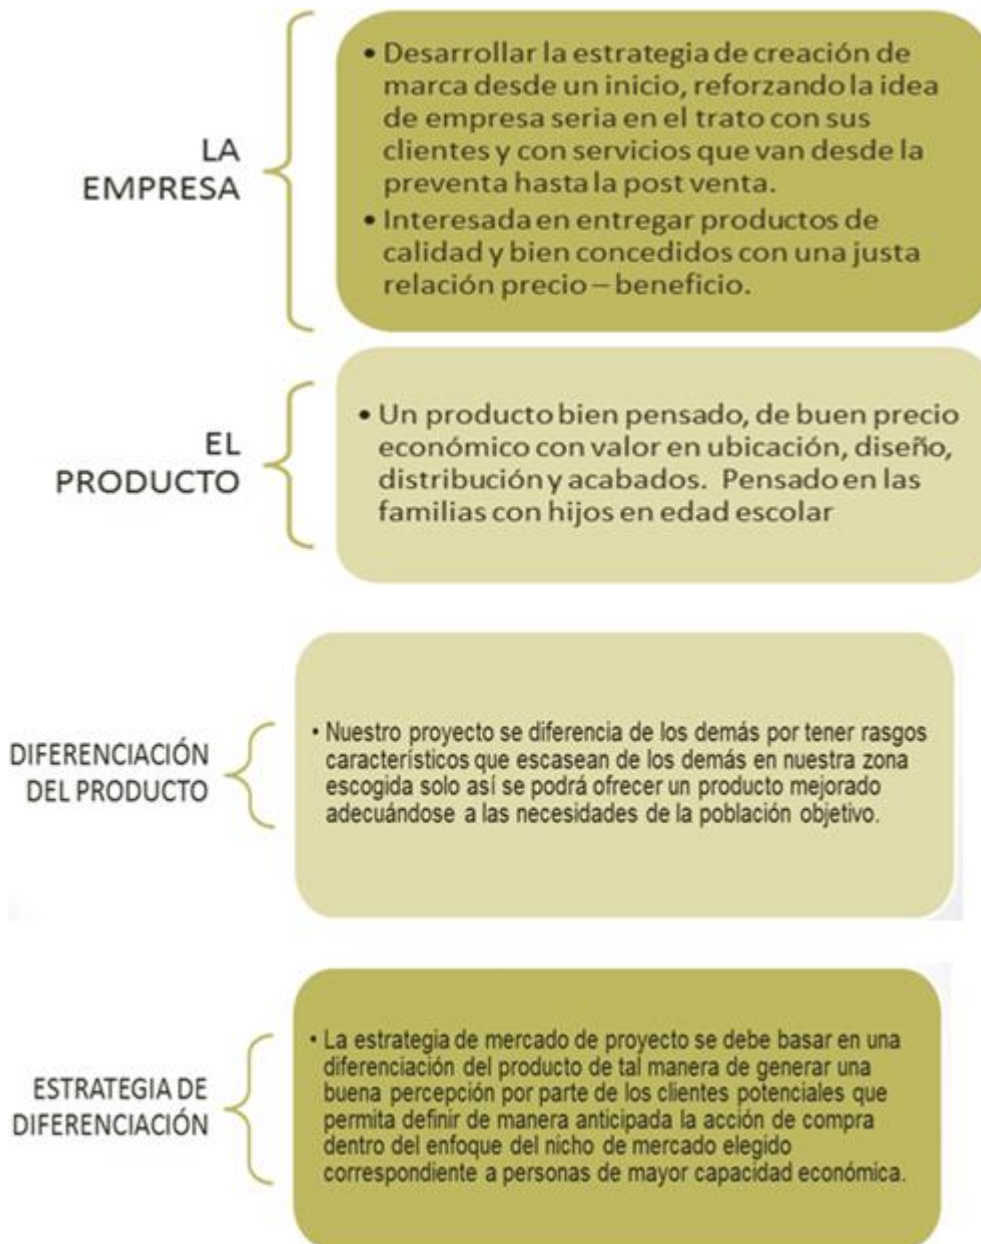 LA
EMPRESA
• Desarrollar la estrategia de creación de
marca desde un inicio, reforzando la idea
de empresa seria en el trato con sus
clientes y con servicios que van desde la
preventa hasta la post venta.
• Interesada en entregar productos de
calidad y bien concedidos con una justa
relación precio – beneficio.
EL
PRODUCTO
• Un producto bien pensado, de buen precio
económico con valor en ubicación, diseño,
distribución y acabados. Pensado en las
familias con hijos en edad escolar
DIFERENCIACIÓN
DEL PRODUCTO
• Nuestro proyecto se diferencia de los demás por tener rasgos
característicos que escasean de los demás en nuestra zona
escogida solo así se podrá ofrecer un producto mejorado
adecuándose a las necesidades de la población objetivo.
ESTRATEGIA DE
DIFERENCIACIÓN
• La estrategia de mercado de proyecto se debe basar en una
diferenciación del producto de tal manera de generar una
buena percepción por parte de los clientes potenciales que
permita definir de manera anticipada la acción de compra
dentro del enfoque del nicho de mercado elegido
correspondiente a personas de mayor capacidad económica.